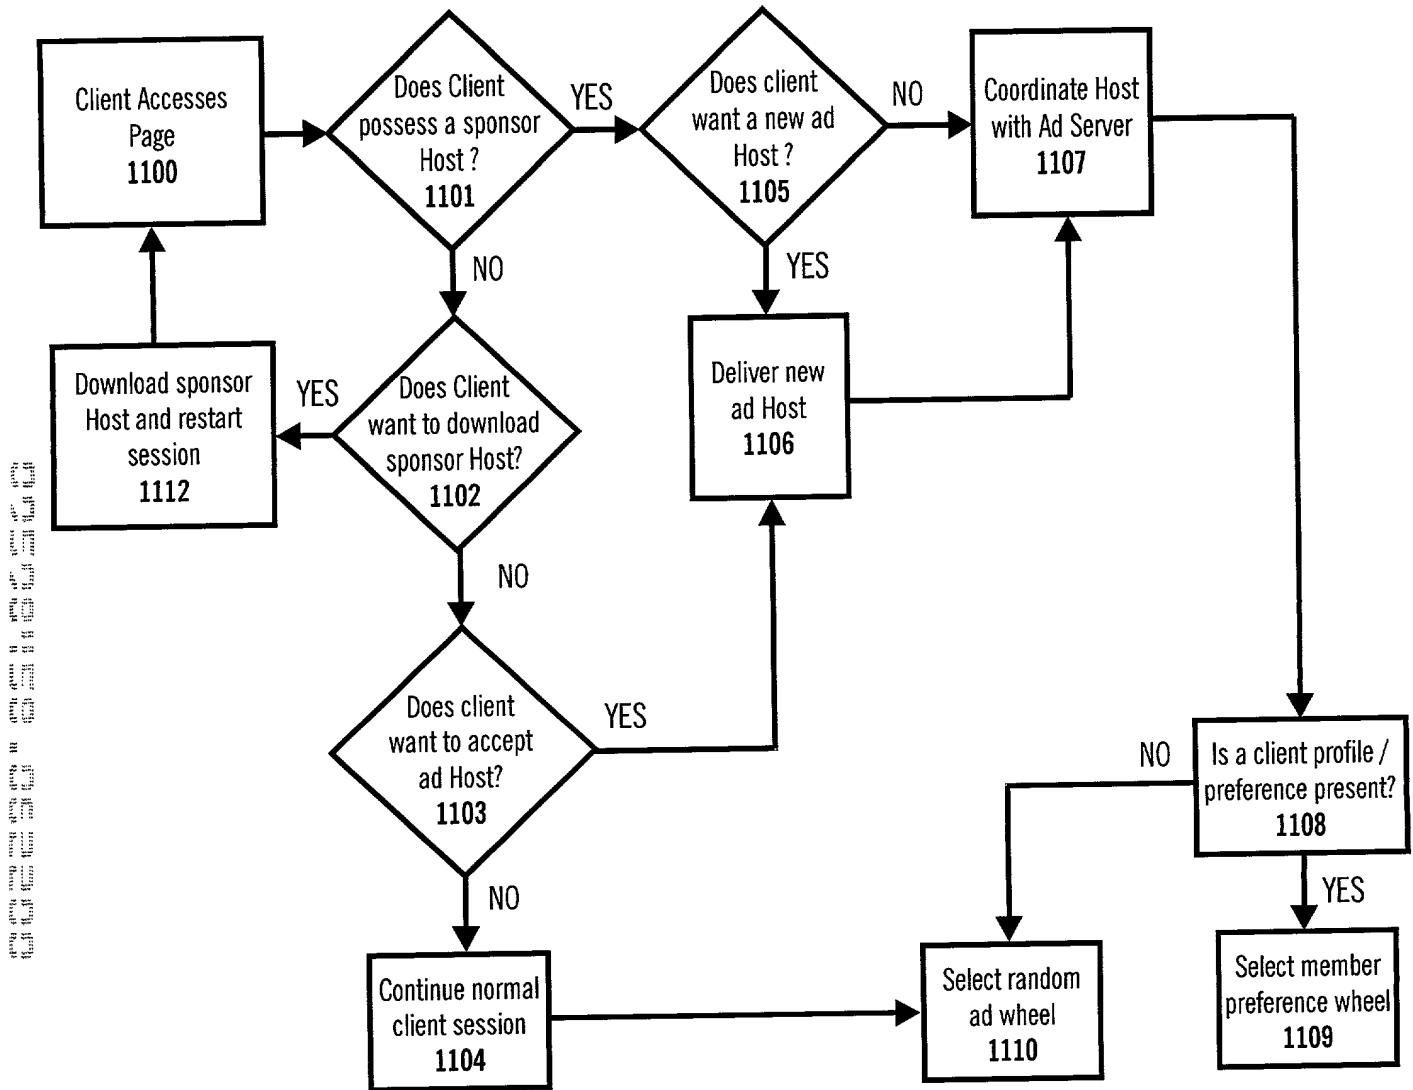 Client Accesses
Page
1100
Does Client
possess a sponsor
Host ?
1101
YES
Does client
want a new ad
Host ?
1105
NO
Coordinate Host
with Ad Server
1107
NO
YES
Download sponsor
Host and restart
session
1112
YES
Does Client
want to download
sponsor Host?
1102
Deliver new
ad Host
1106
NO
Does client
want to accept
ad Host?
1103
YES
NO
Is a client profile /
preference present?
1108
NO
YES
Continue normal
client session
1104
Select random
ad wheel
1110
Select member
preference wheel
1109